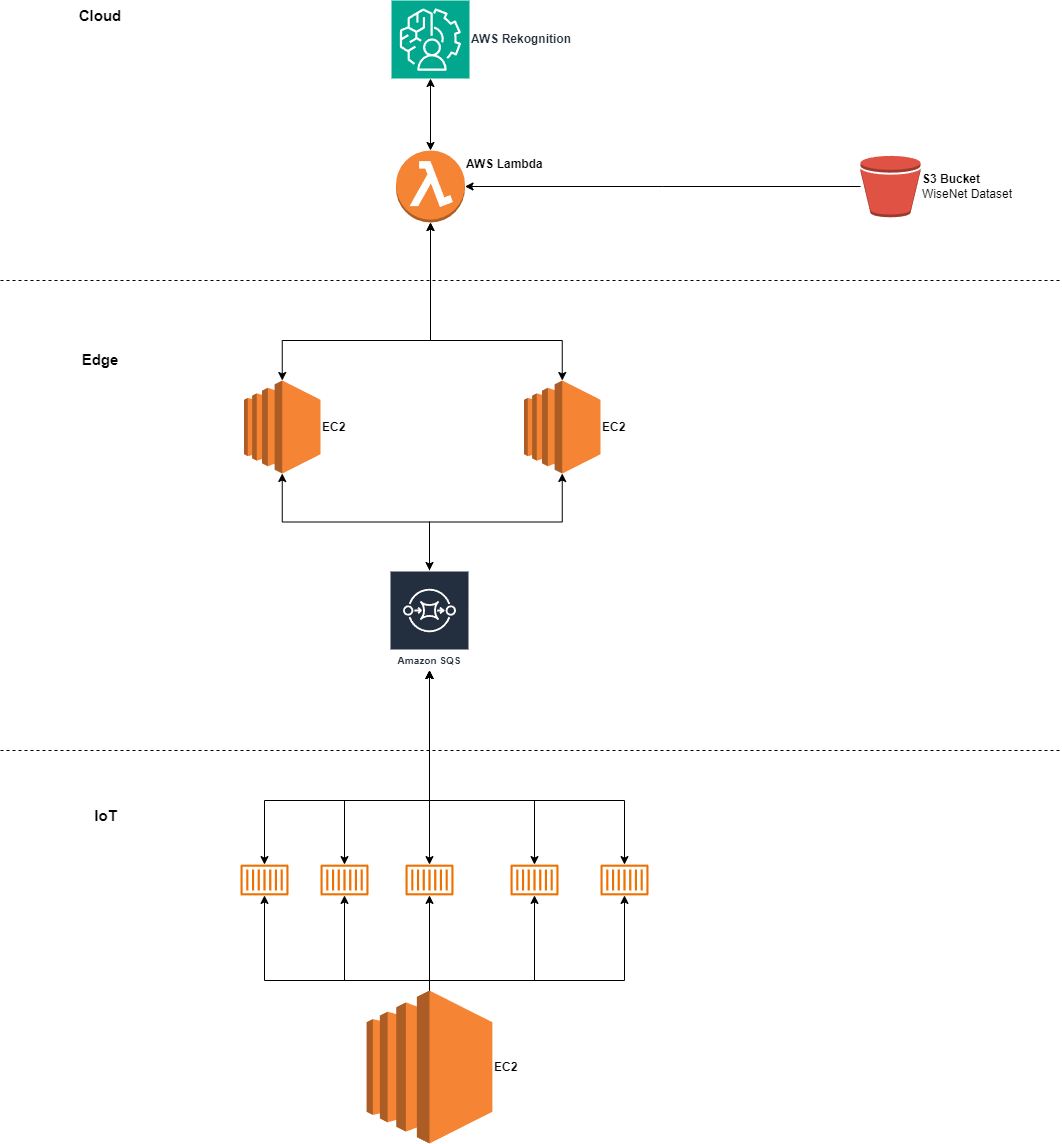 Cloud
AWS Rekognition
AWS Lambda
S3 Bucket
WiseNet Dataset
Edge
EC2
EC2
Amazon SQS
IoT
EC2